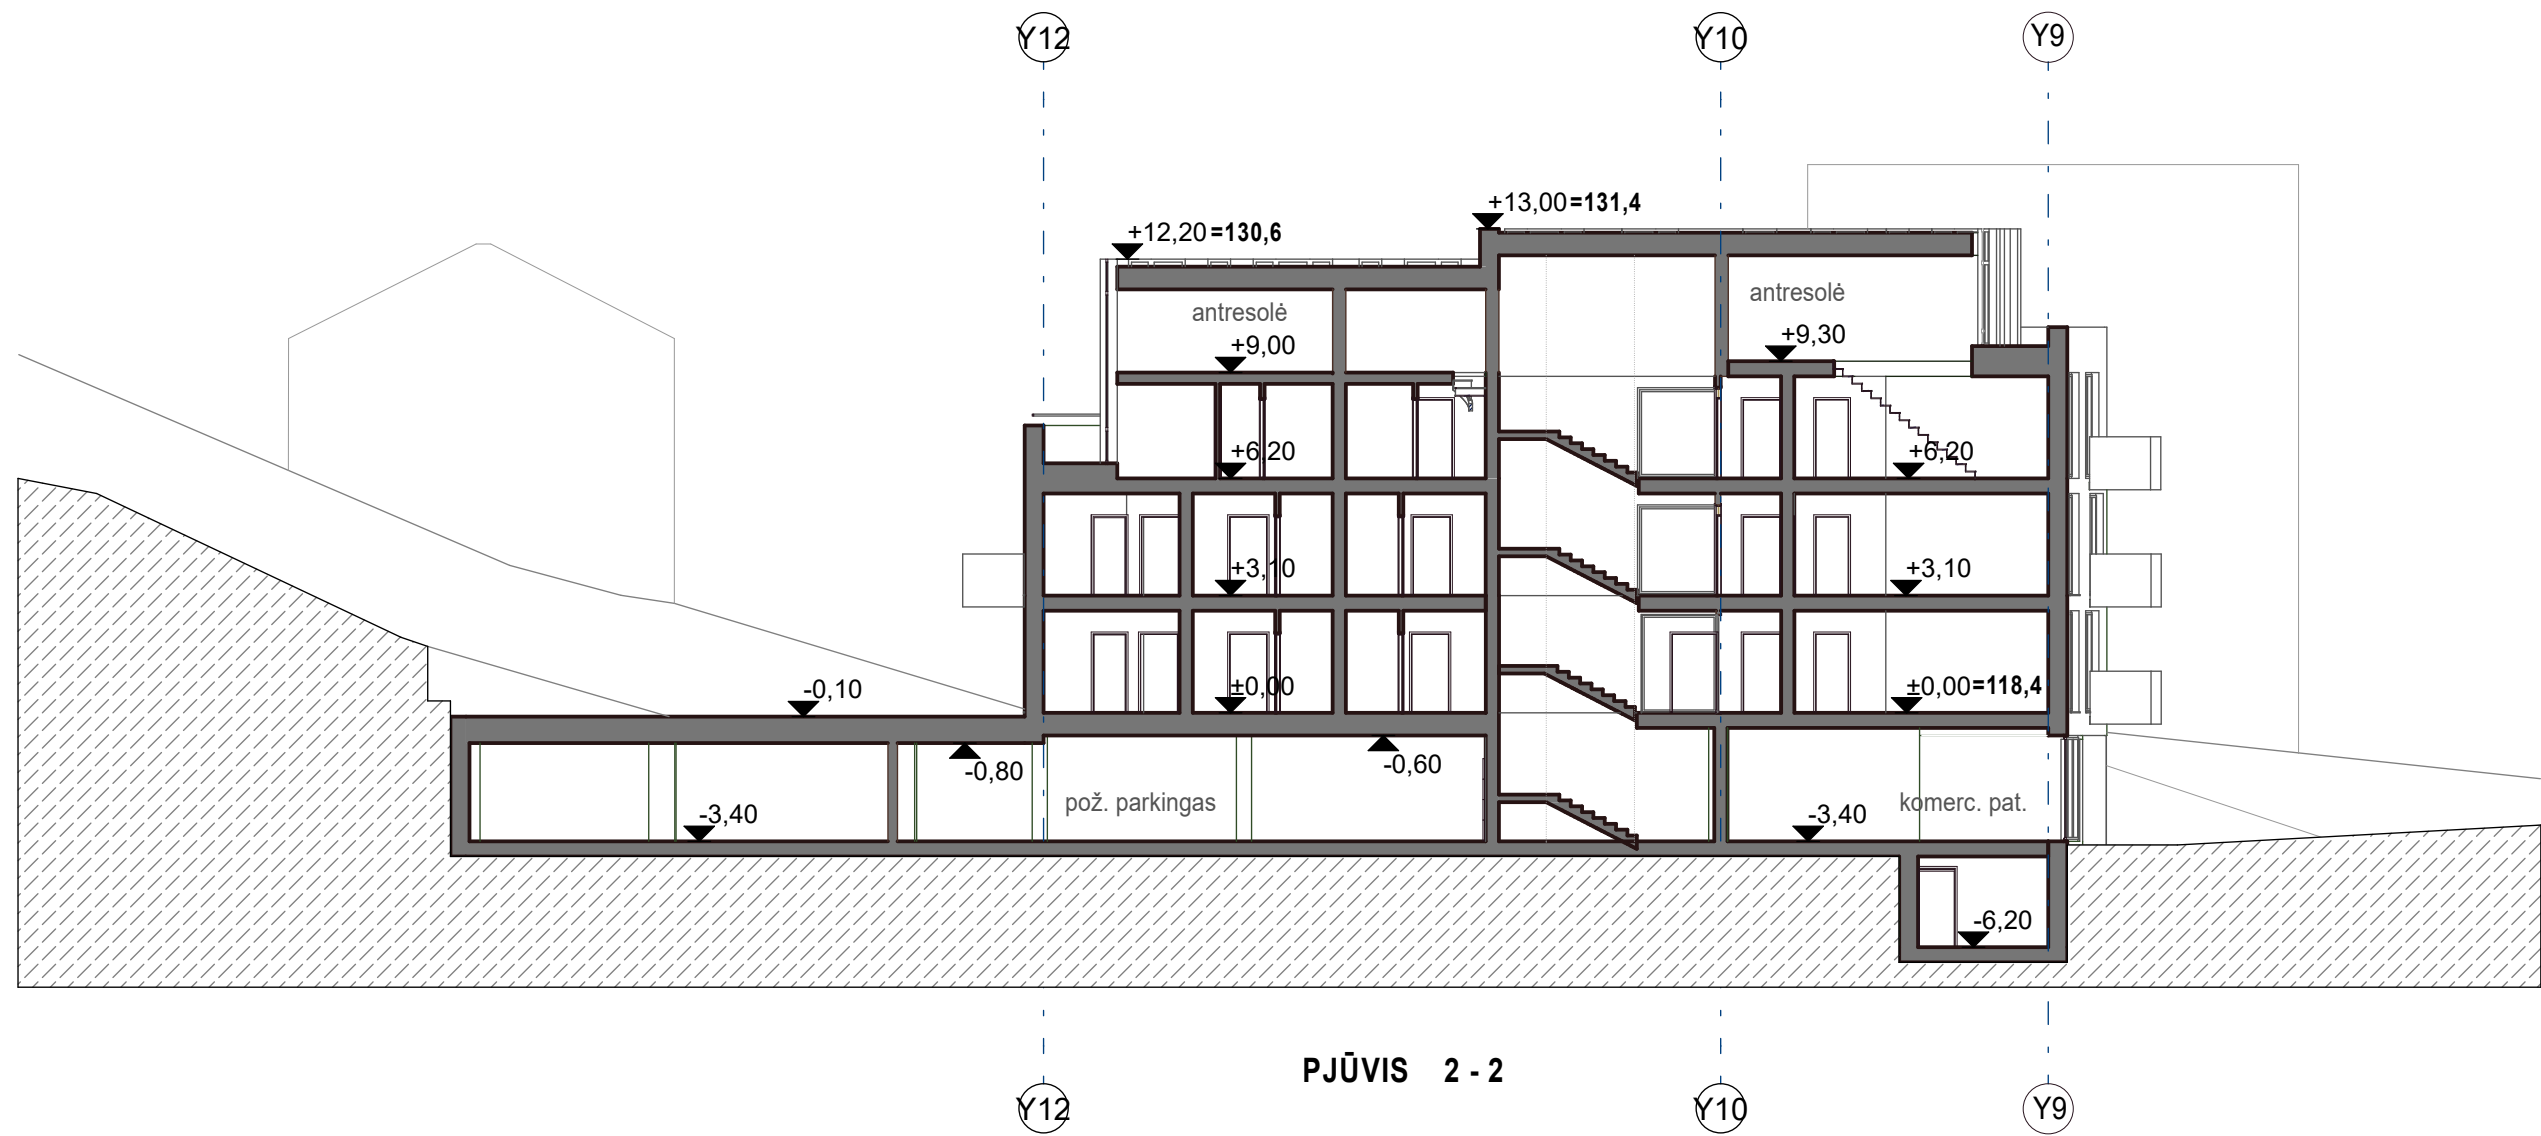 Y12
Y10
Y9
+13,00=131,4
+12,20=130,6
antresolė
antresolė
+9,30
+9,00
+6,20
+6,20
+3,10
+3,10
±0,00
±0,00=118,4
-0,10
-0,80
-0,60
pož. parkingas
komerc. pat.
-3,40
-3,40
-6,20
PJŪVIS 2 - 2
Y12
Y10
Y9